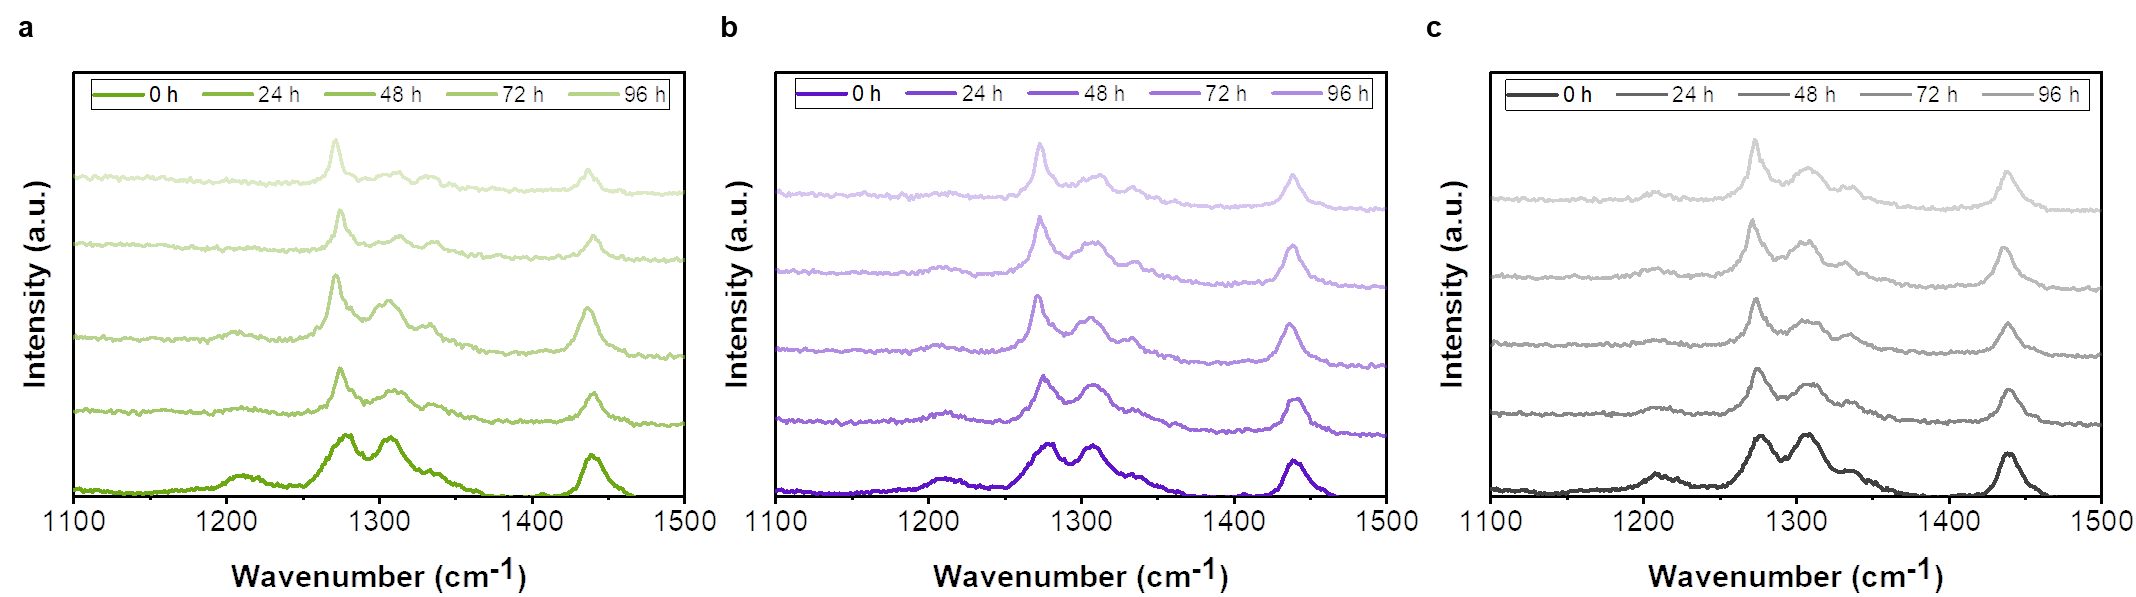 a
0 h 24 h 48 h 72 h 96 h
Intensity (a.u.)
1100 1200 1300 1400 1500
Wavenumber (cm-1)
b
0 h 24 h 48 h 72 h 96 h
Intensity (a.u.)
1100 1200 1300 1400 1500
Wavenumber (cm-1)
c
0 h 24 h 48 h 72 h 96 h
Intensity (a.u.)
1100 1200 1300 1400 1500
Wavenumber (cm-1)